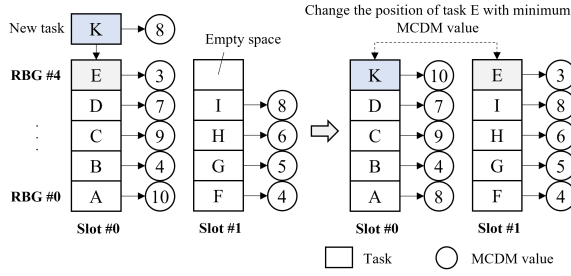 Change the position of task E with minimum
MCDM value
New task K 8
Empty space
RBG #4 E 3 K 10 E 3
D 7 I 8 D 7 I 8
C 9 H 6 C 9 H 6
B 4 G 5 B 4 G 5
RBG #0 A 10 F 4 A 8 F 4
Slot #0 Slot #1 Slot #0 Slot #1
Task MCDM value